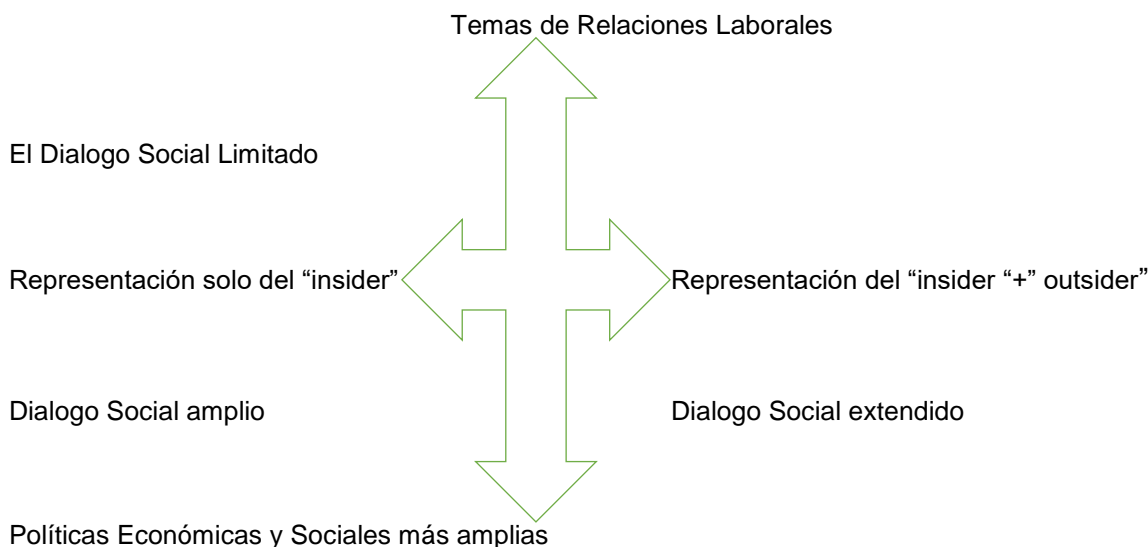 Temas de Relaciones Laborales
El Dialogo Social Limitado
Representación solo del “insider”
Representación del “insider “+” outsider”
Dialogo Social amplio
Dialogo Social extendido
Políticas Económicas y Sociales más amplias